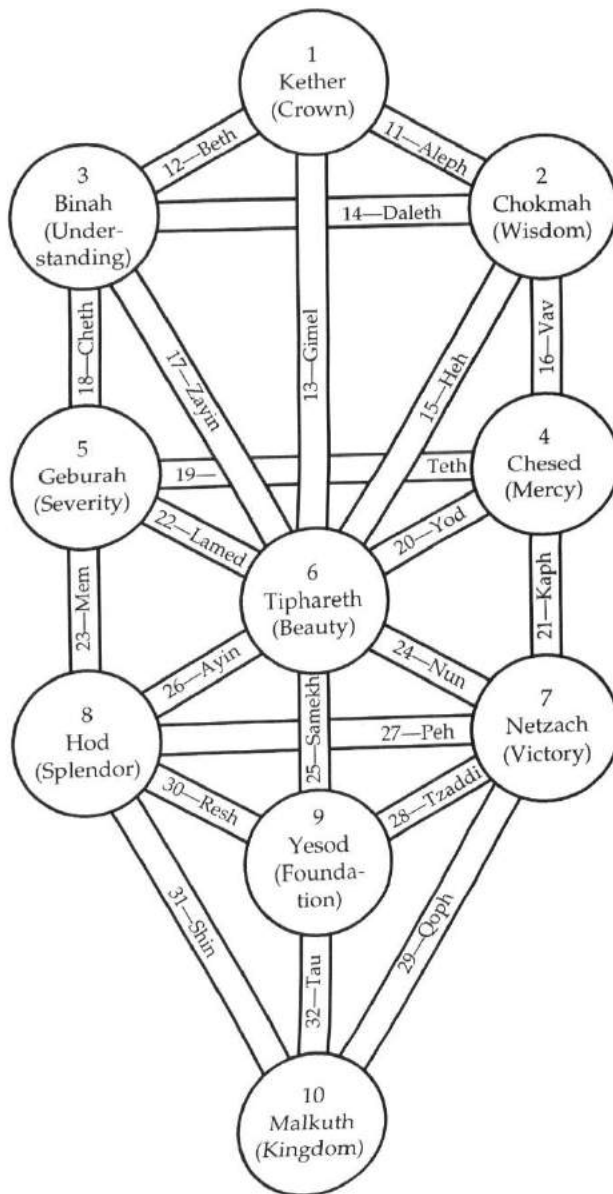 1
Kether
(Crown)
12—Beth
11—Aleph
3
Binah
(Under-
standing)
2
Chokmah
(Wisdom)
14—Daleth
18—Cheth
17—Zayin
13—Gimel
15—Heh
16—Vav
5
Geburah
(Severity)
19—
Teth
4
Chesed
(Mercy)
22—Lamed
20—Yod
6
Tiphareth
(Beauty)
23—Mem
21—Kaph
26—Ayin
24—Nun
8
Hod
(Splendor)
25—Samekh
27—Peh
7
Netzach
(Victory)
30—Resh
28—Tzaddi
9
Yesod
(Founda-
tion)
31—Shin
32—Tau
29—Qoph
10
Malkuth
(Kingdom)